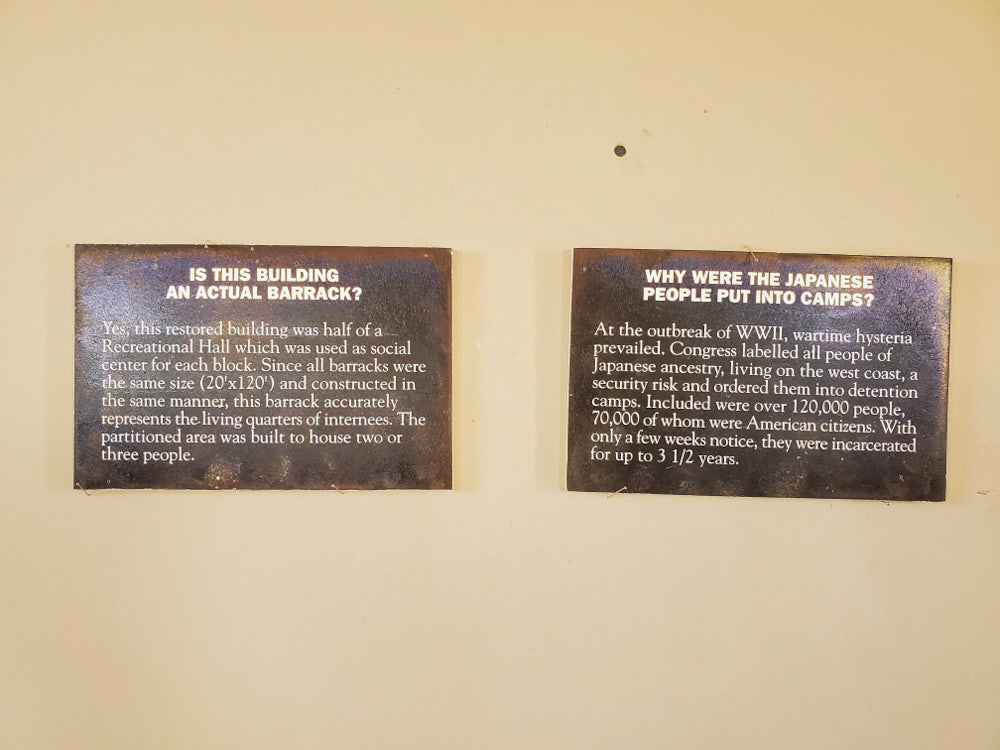 IS THIS BUILDING
AN ACTUAL BARRACK?
Yes, this restored building was half of a
Recreational Hall which was used as social
center for each block. Since all barracks were
the same size (20'x120') and constructed in
the same manner, this barrack accurately
represents the living quarters of internees. The
partitioned area was built to house two or
three people.
WHY WERE THE JAPANESE
PEOPLE PUT INTO CAMPS?
At the outbreak of WWII, wartime hysteria
prevailed. Congress labelled all people of
Japanese ancestry, living on the west coast, a
security risk and ordered them into detention
camps. Included were over 120,000 people,
70,000 of whom were American citizens. With
only a few weeks notice, they were incarcerated
for up to 3 1/2 years.